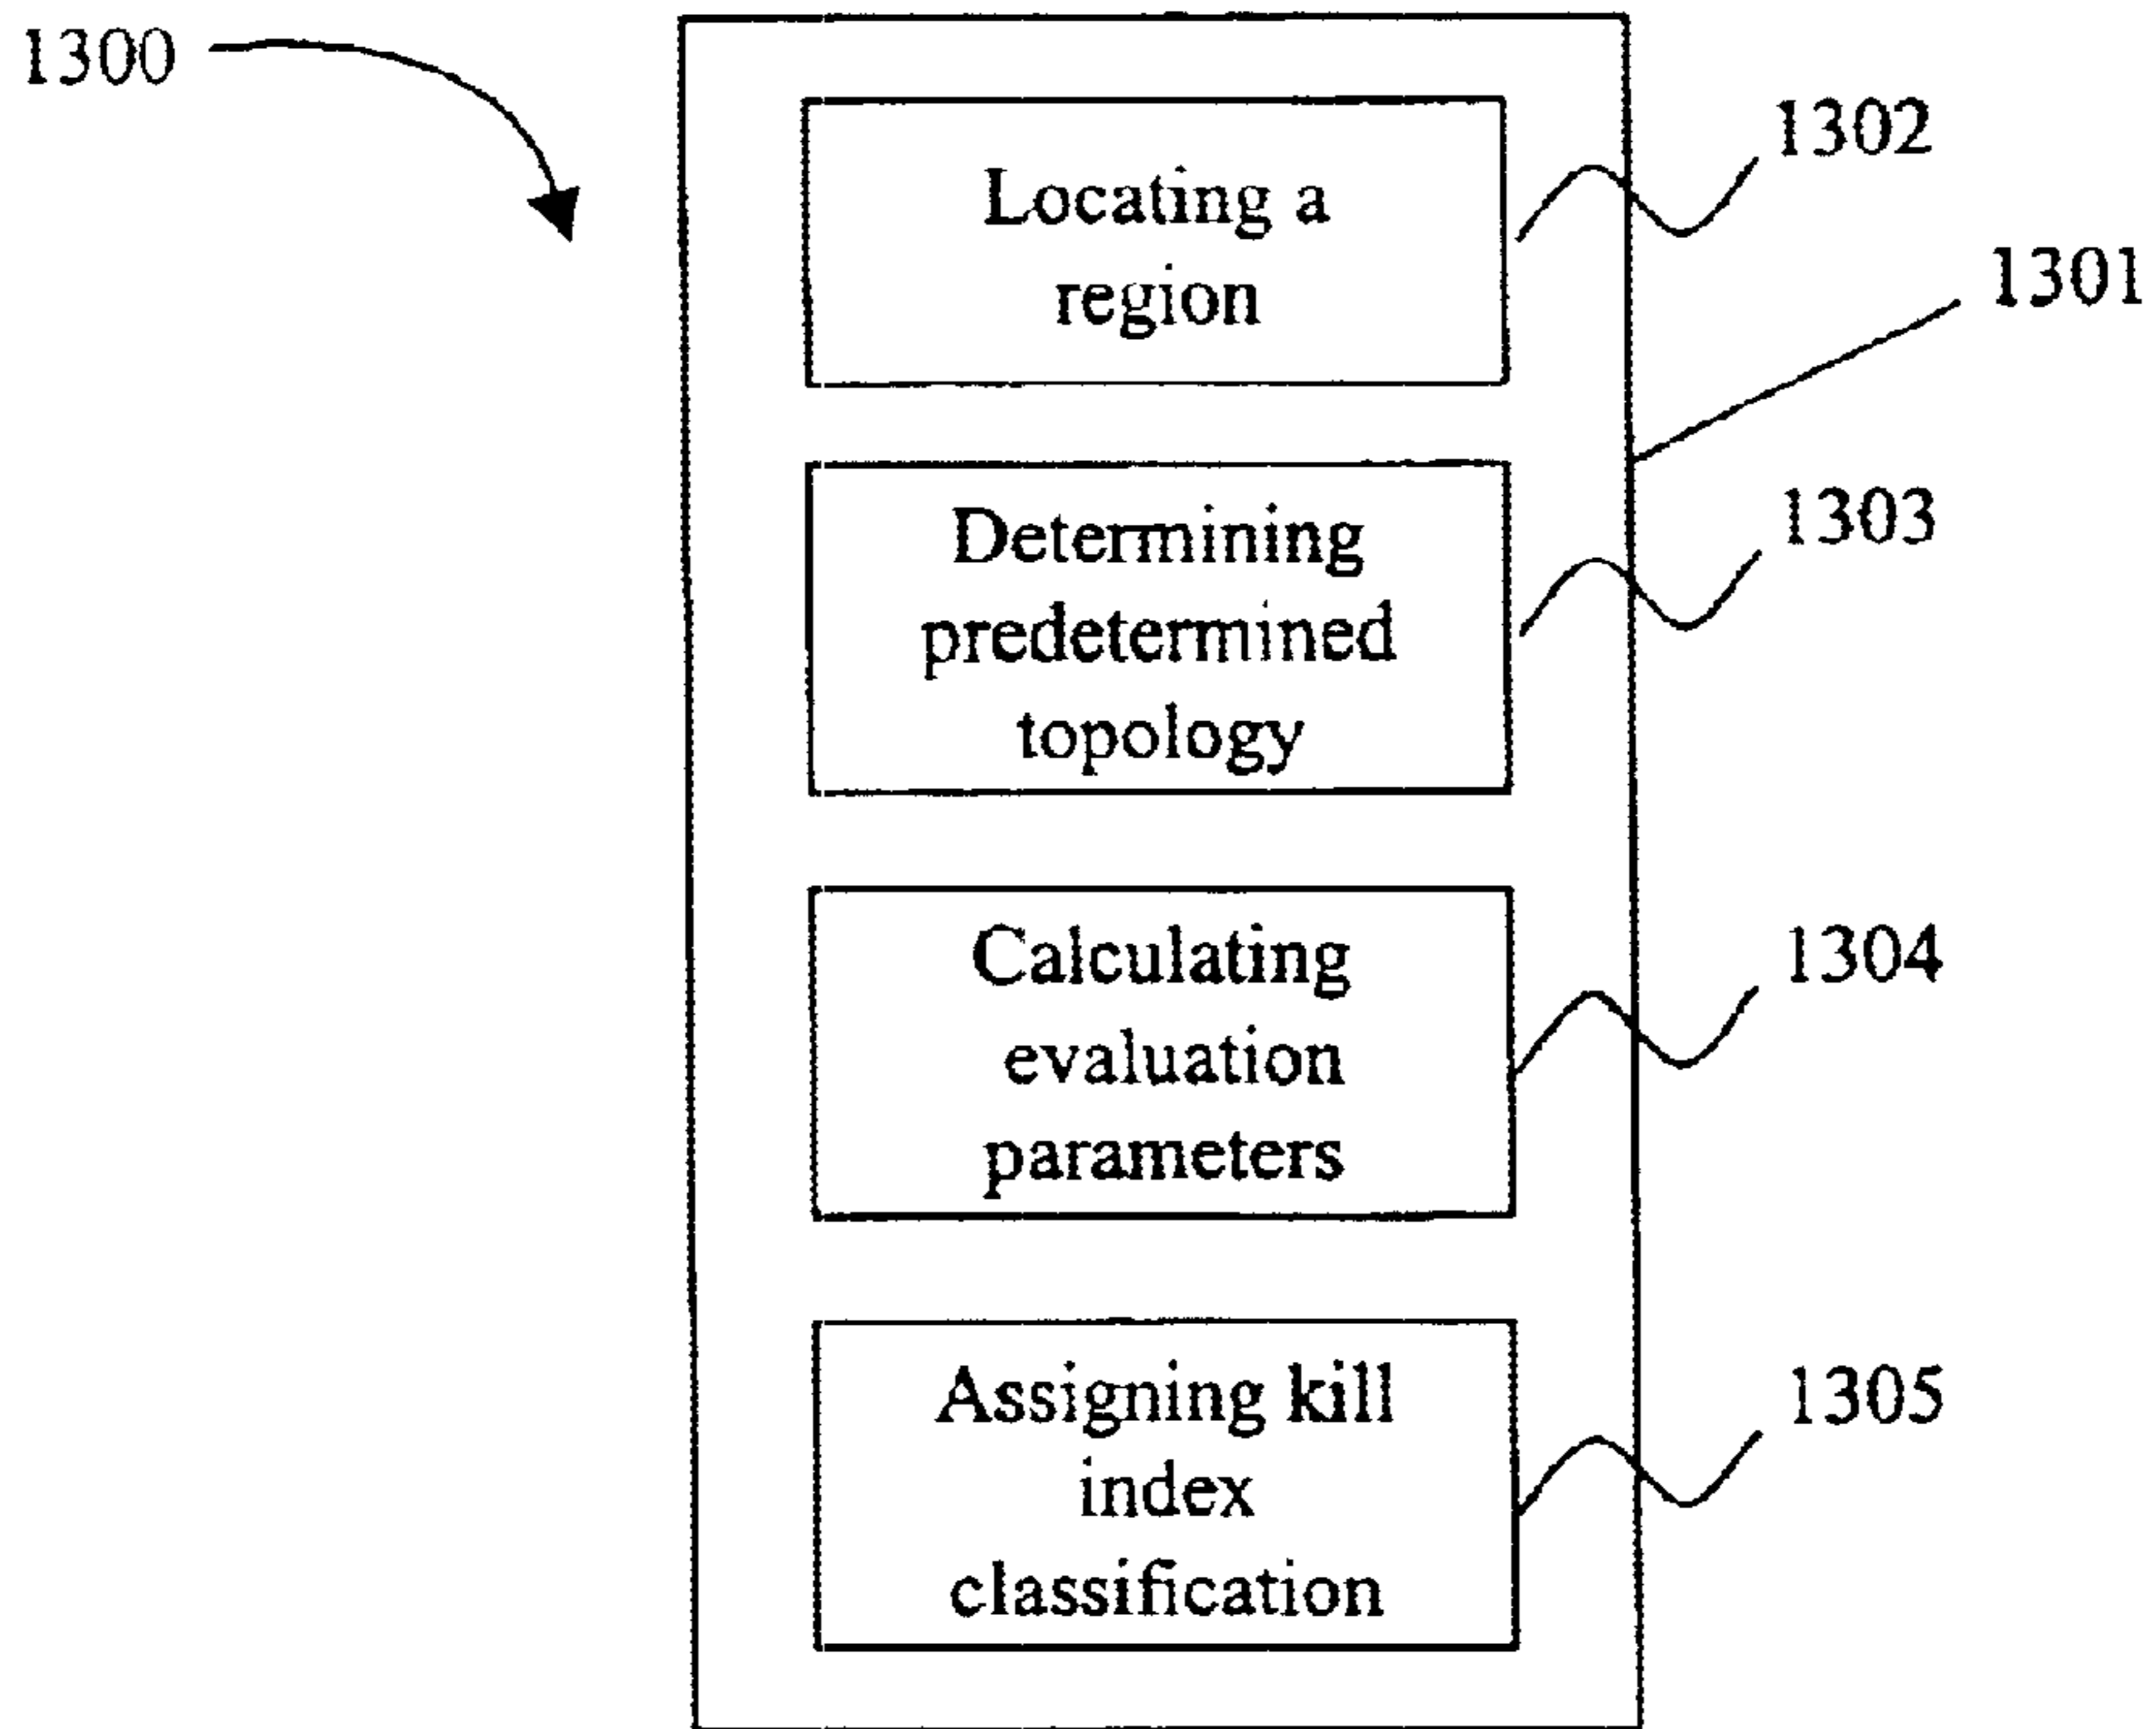 1300
1302
Locating a
region
1301
1303
Determining
predetermined
topology
1304
Calculating
evaluation
parameters
1305
Assigning kill
index
classification